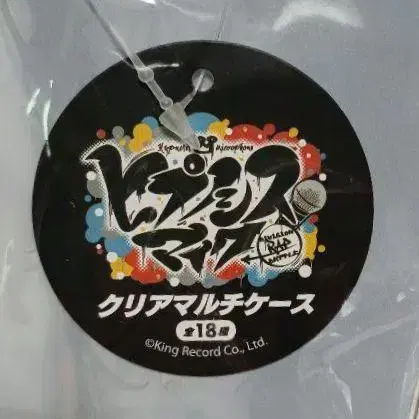 Hypnosis Microphone
ヒプノシス
マイク
Division
RAP
Battle
クリアマルチケース
全18種
©King Record Co., Ltd.